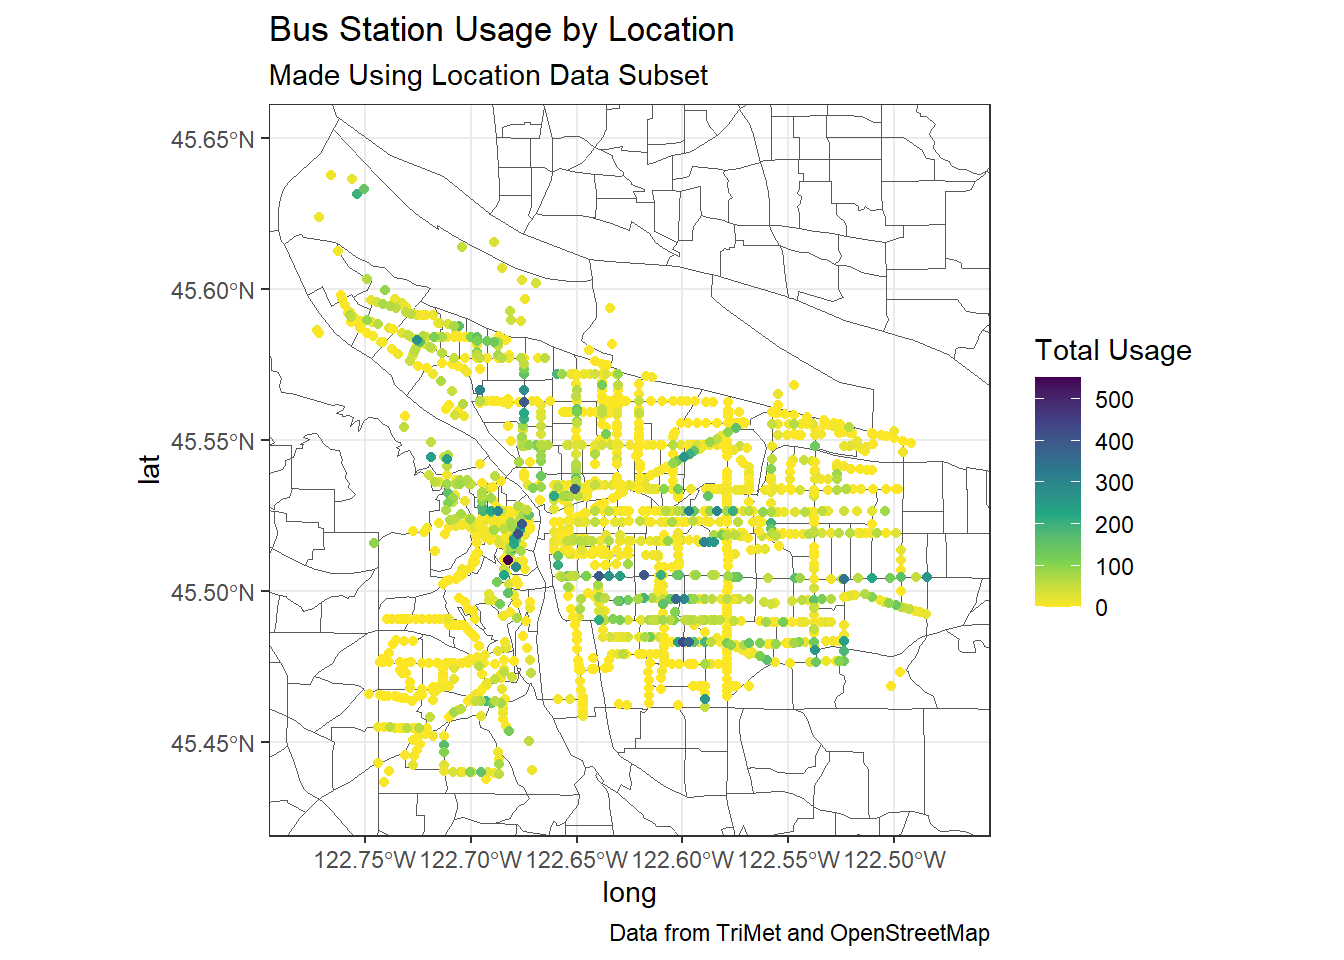 Bus Station Usage by Location
Made Using Location Data Subset
45.65°N
45.60°N
45.55°N
45.50°N
45.45°N
lat
122.75°W 122.70°W 122.65°W 122.60°W 122.55°W 122.50°W
long
Total Usage
500
400
300
200
100
0
Data from TriMet and OpenStreetMap